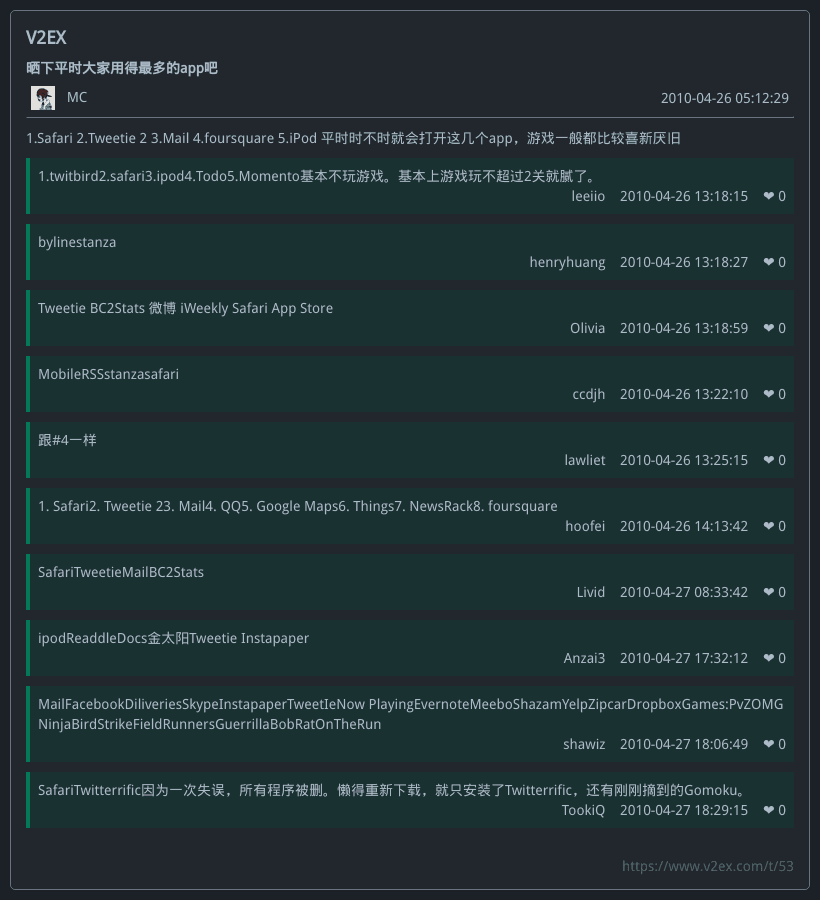 V2EX
晒下平时大家用得最多的app吧
MC 2010-04-26 05:12:29
1.Safari 2.Tweetie 2 3.Mail 4.foursquare 5.iPod 平时时不时就会打开这几个app，游戏一般都比较喜新厌旧
1.twitbird2.safari3.ipod4.Todo5.Momento基本不玩游戏。基本上游戏玩不超过2关就腻了。
leeiio 2010-04-26 13:18:15 ❤ 0
bylinestanza
henryhuang 2010-04-26 13:18:27 ❤ 0
Tweetie BC2Stats 微博 iWeekly Safari App Store
Olivia 2010-04-26 13:18:59 ❤ 0
MobileRSSstanzasafari
ccdjh 2010-04-26 13:22:10 ❤ 0
跟#4一样
lawliet 2010-04-26 13:25:15 ❤ 0
1. Safari2. Tweetie 23. Mail4. QQ5. Google Maps6. Things7. NewsRack8. foursquare
hoofei 2010-04-26 14:13:42 ❤ 0
SafariTweetieMailBC2Stats
Livid 2010-04-27 08:33:42 ❤ 0
ipodReaddleDocs金太阳Tweetie Instapaper
Anzai3 2010-04-27 17:32:12 ❤ 0
MailFacebookDiliveriesSkypeInstapaperTweetIeNow PlayingEvernoteMeeboShazamYelpZipcarDropboxGames:PvZOMG
NinjaBirdStrikeFieldRunnersGuerrillaBobRatOnTheRun
shawiz 2010-04-27 18:06:49 ❤ 0
SafariTwitterrific因为一次失误，所有程序被删。懒得重新下载，就只安装了Twitterrific，还有刚刚摘到的Gomoku。
TookiQ 2010-04-27 18:29:15 ❤ 0
https://www.v2ex.com/t/53